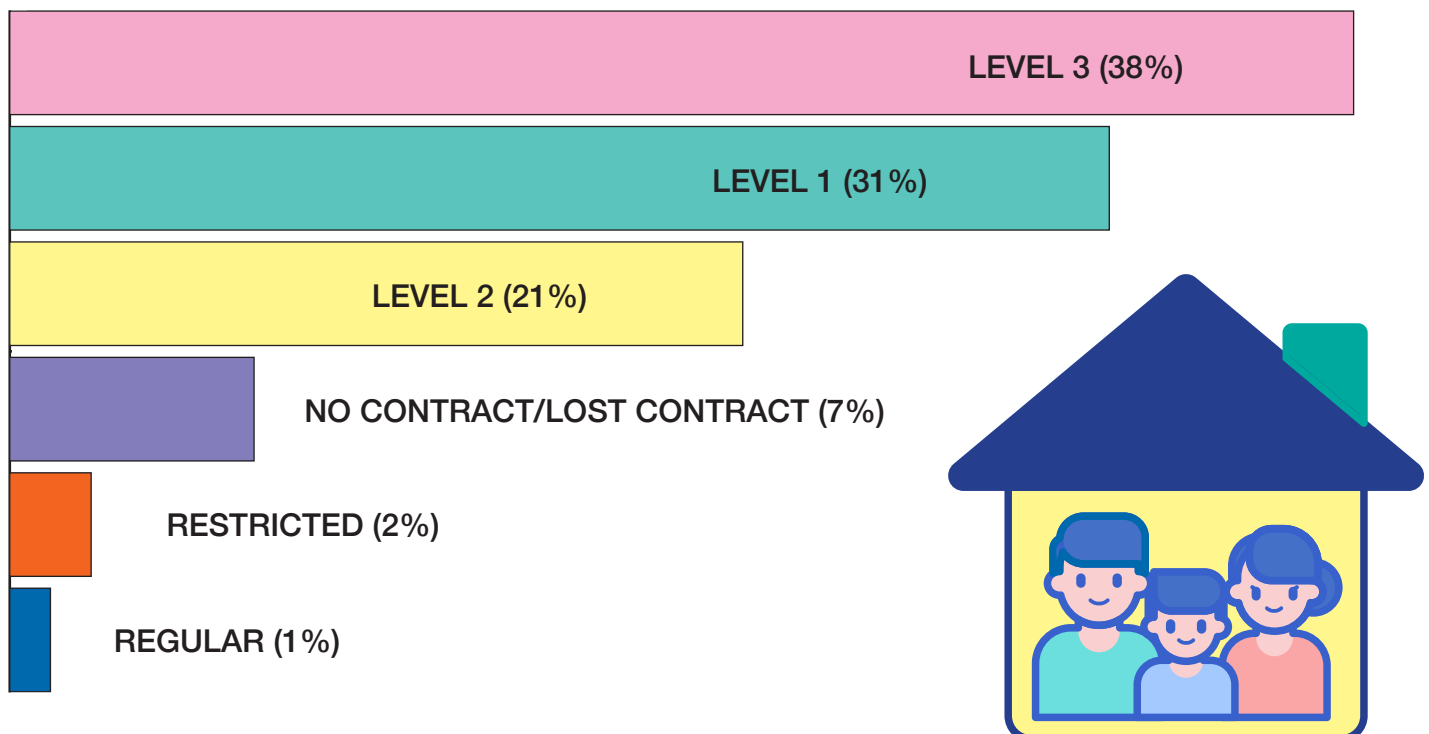 LEVEL 3 (38%)
LEVEL 1 (31%)
LEVEL 2 (21%)
NO CONTRACT/LOST CONTRACT (7%)
RESTRICTED (2%)
REGULAR (1%)